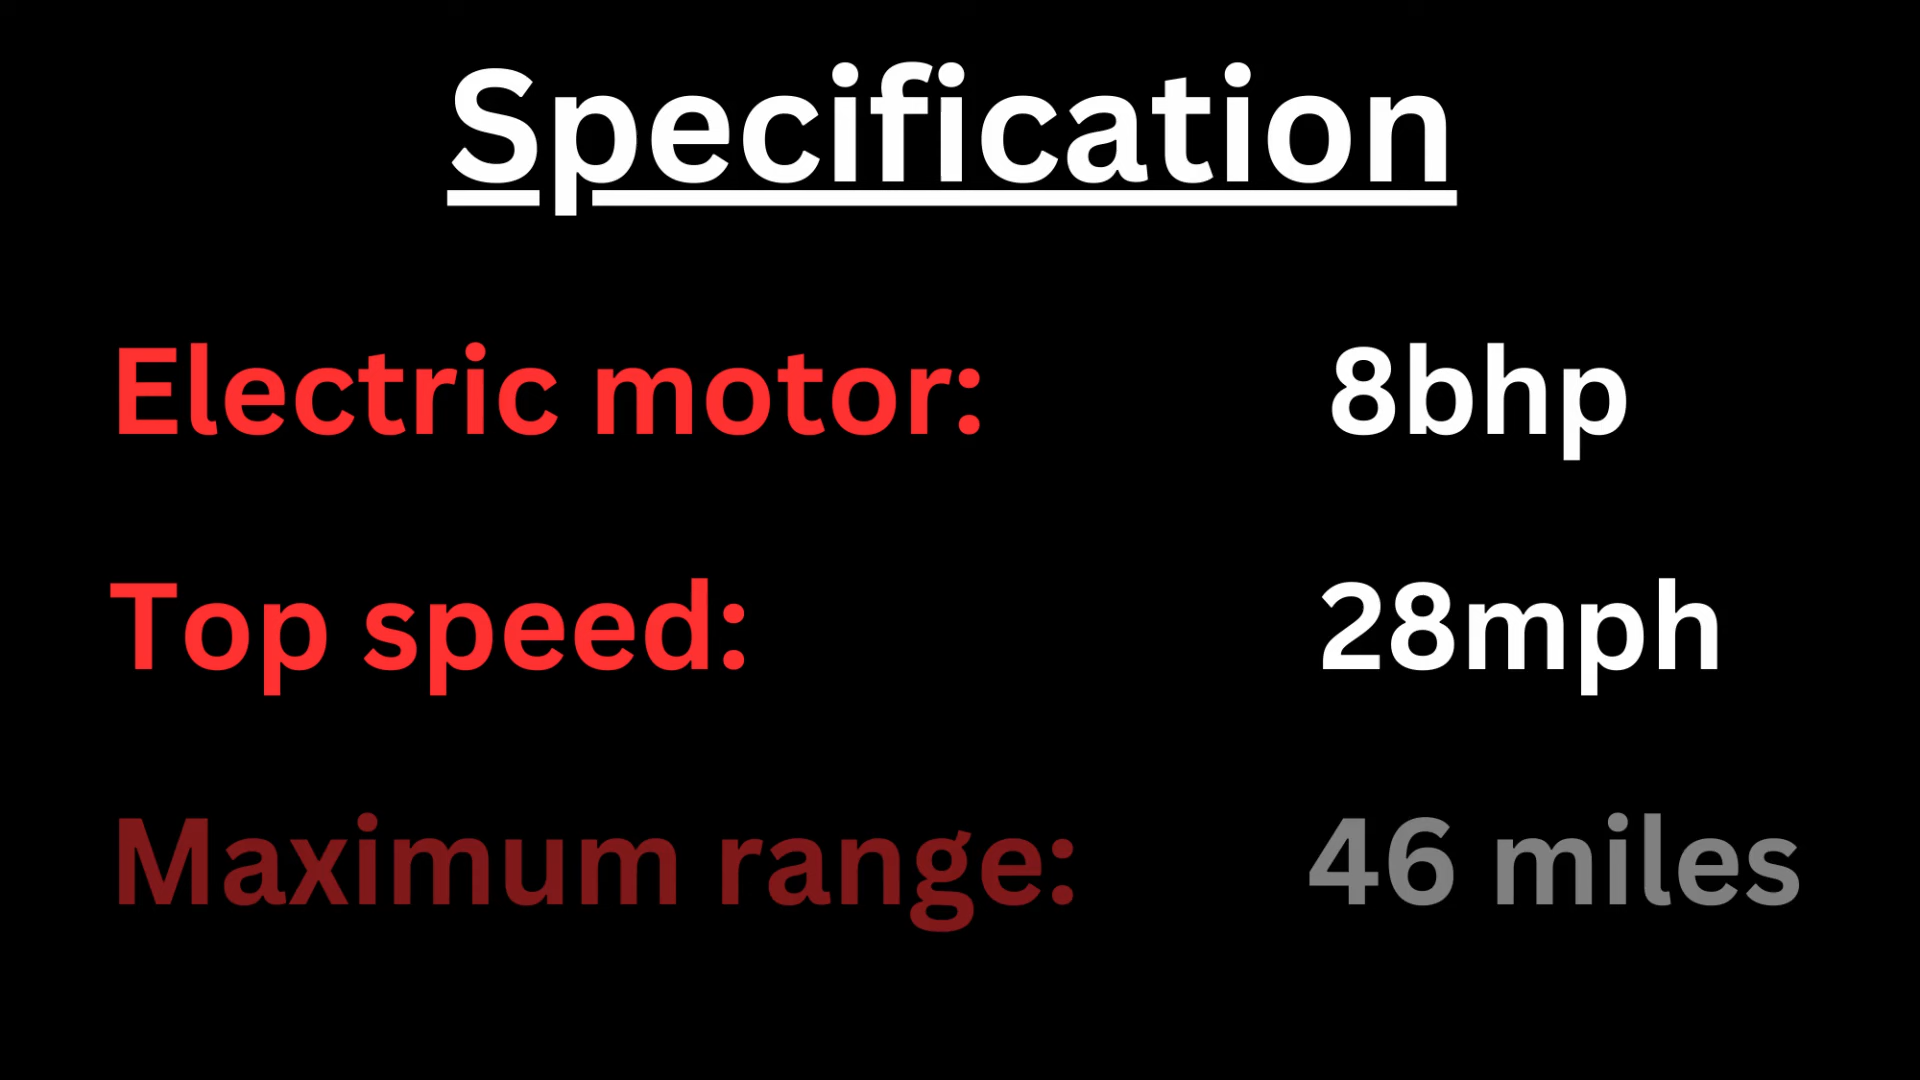 Specification
Electric motor: 8bhp
Top speed: 28mph
Maximum range: 46 miles